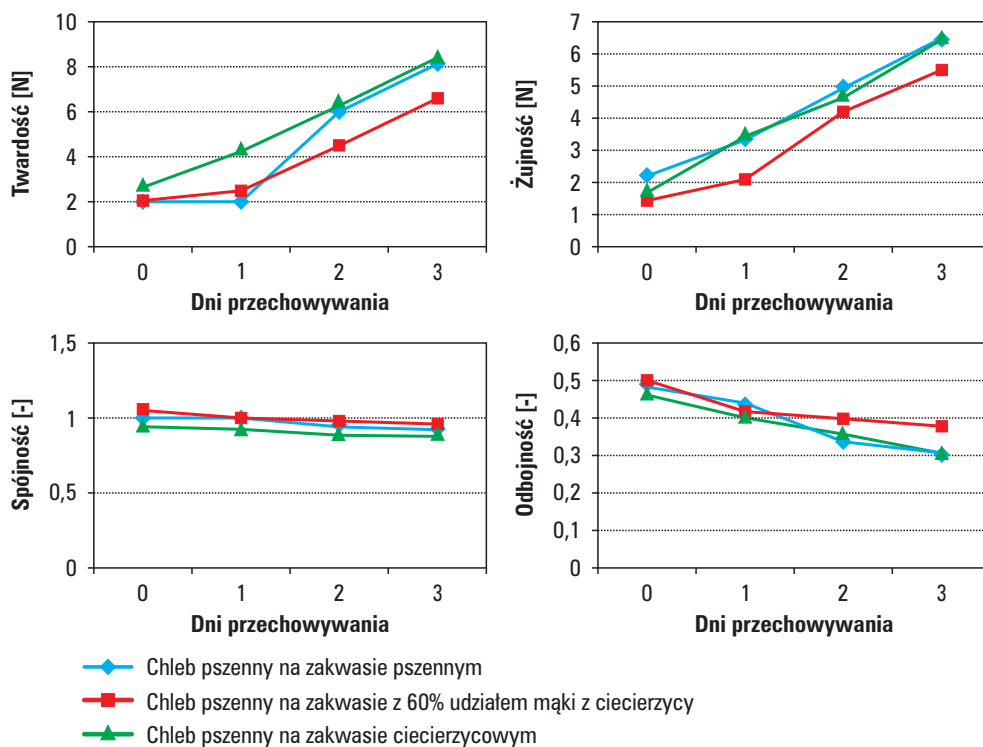 Twardość [N]
10
8
6
4
2
0
0 1 2 3
Dni przechowywania
Żujność [N]
7
6
5
4
3
2
1
0
0 1 2 3
Dni przechowywania
Spójność [-]
1,5
1
0,5
0
0 1 2 3
Dni przechowywania
Odbojność [-]
0,6
0,5
0,4
0,3
0,2
0,1
0
0 1 2 3
Dni przechowywania
Chleb pszenny na zakwasie pszennym
Chleb pszenny na zakwasie z 60% udziałem mąki z ciecierzycy
Chleb pszenny na zakwasie ciecierzycowym